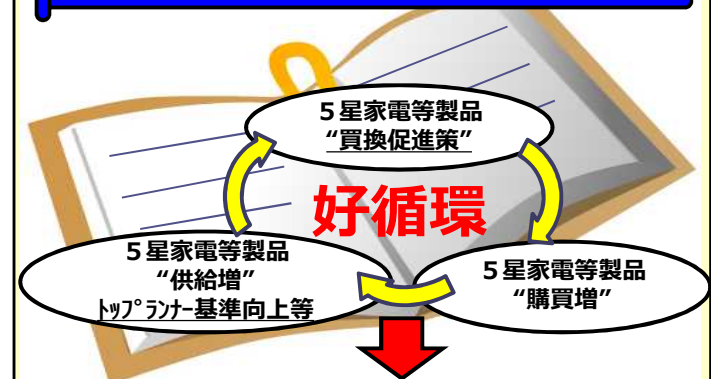 ５星家電等製品
“買換促進策”
好循環
５星家電等製品
“供給増”
ﾄｯﾌﾟﾗﾝﾅｰ基準向上等
５星家電等製品
“購買増”